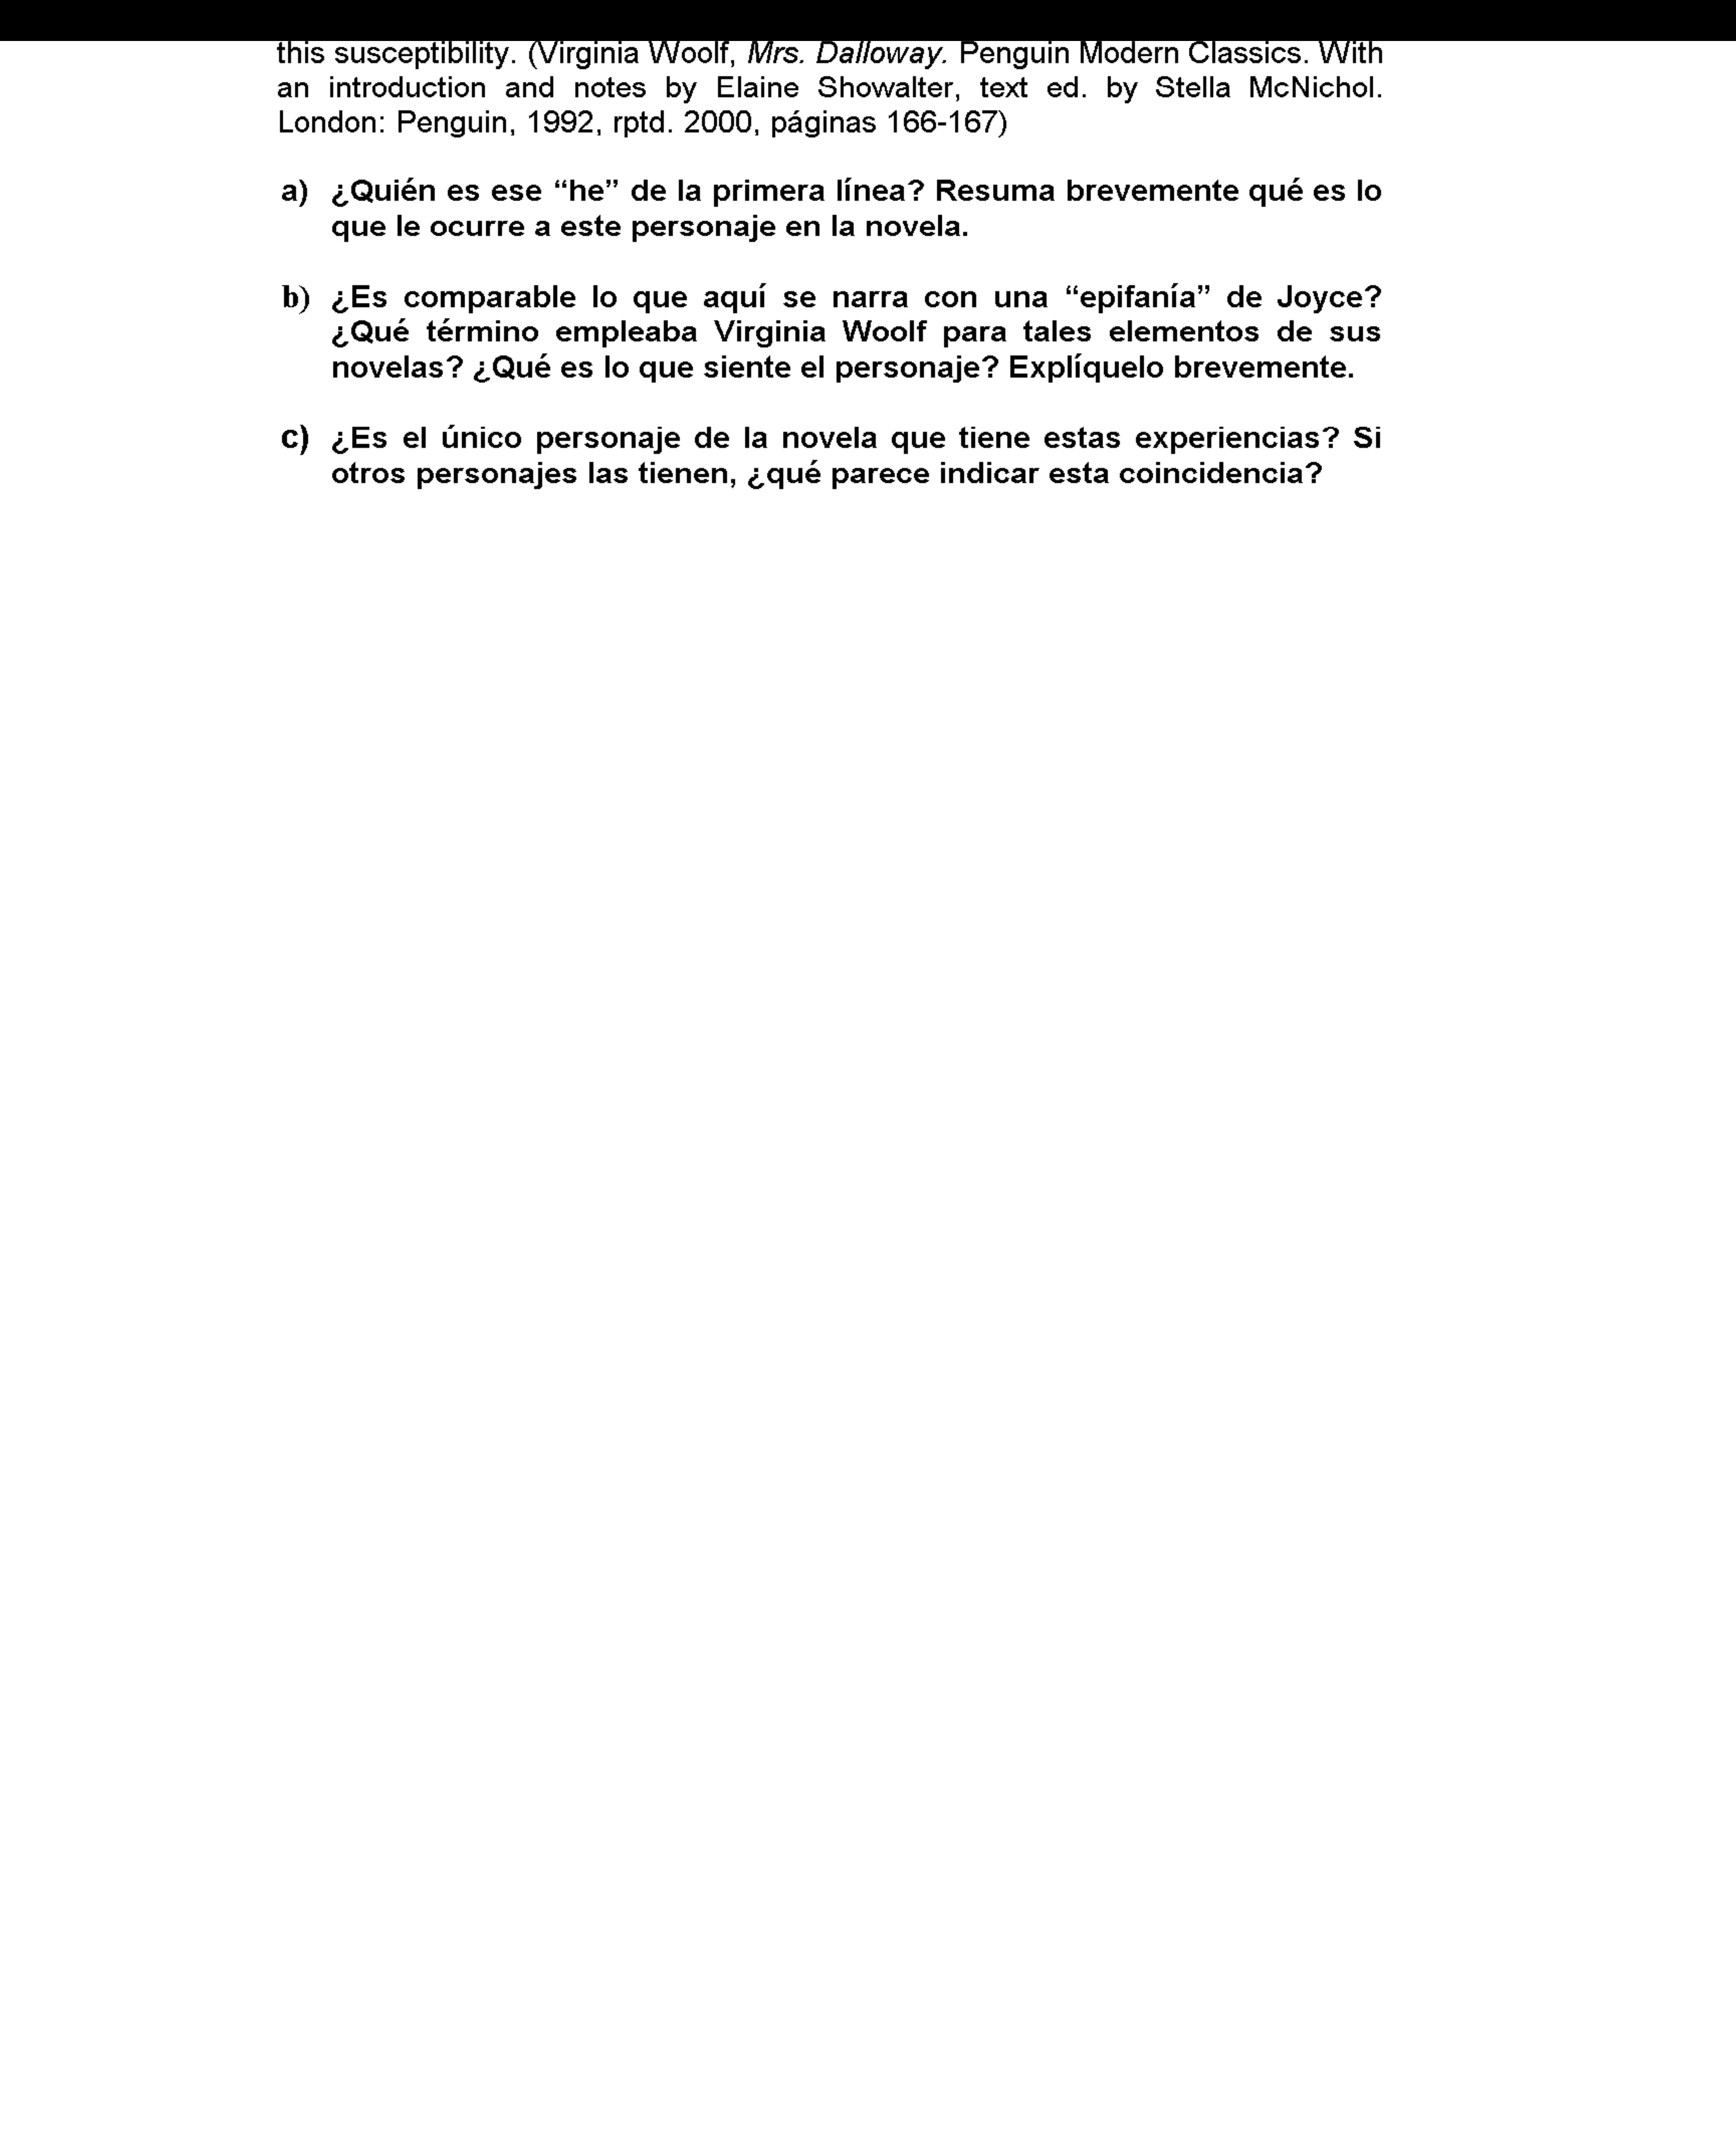 this susceptibility. (Virginia Woolf, Mrs. Dalloway. Penguin Modern Classics. With
an introduction and notes by Elaine Showalter, text ed. by Stella McNichol.
London: Penguin, 1992, rptd. 2000, páginas 166-167)
a) ¿Quién es ese “he” de la primera línea? Resuma brevemente qué es lo
que le ocurre a este personaje en la novela.
b) ¿Es comparable lo que aquí se narra con una “epifanía” de Joyce?
¿Qué término empleaba Virginia Woolf para tales elementos de sus
novelas? ¿Qué es lo que siente el personaje? Explíquelo brevemente.
c) ¿Es el único personaje de la novela que tiene estas experiencias? Si
otros personajes las tienen, ¿qué parece indicar esta coincidencia?